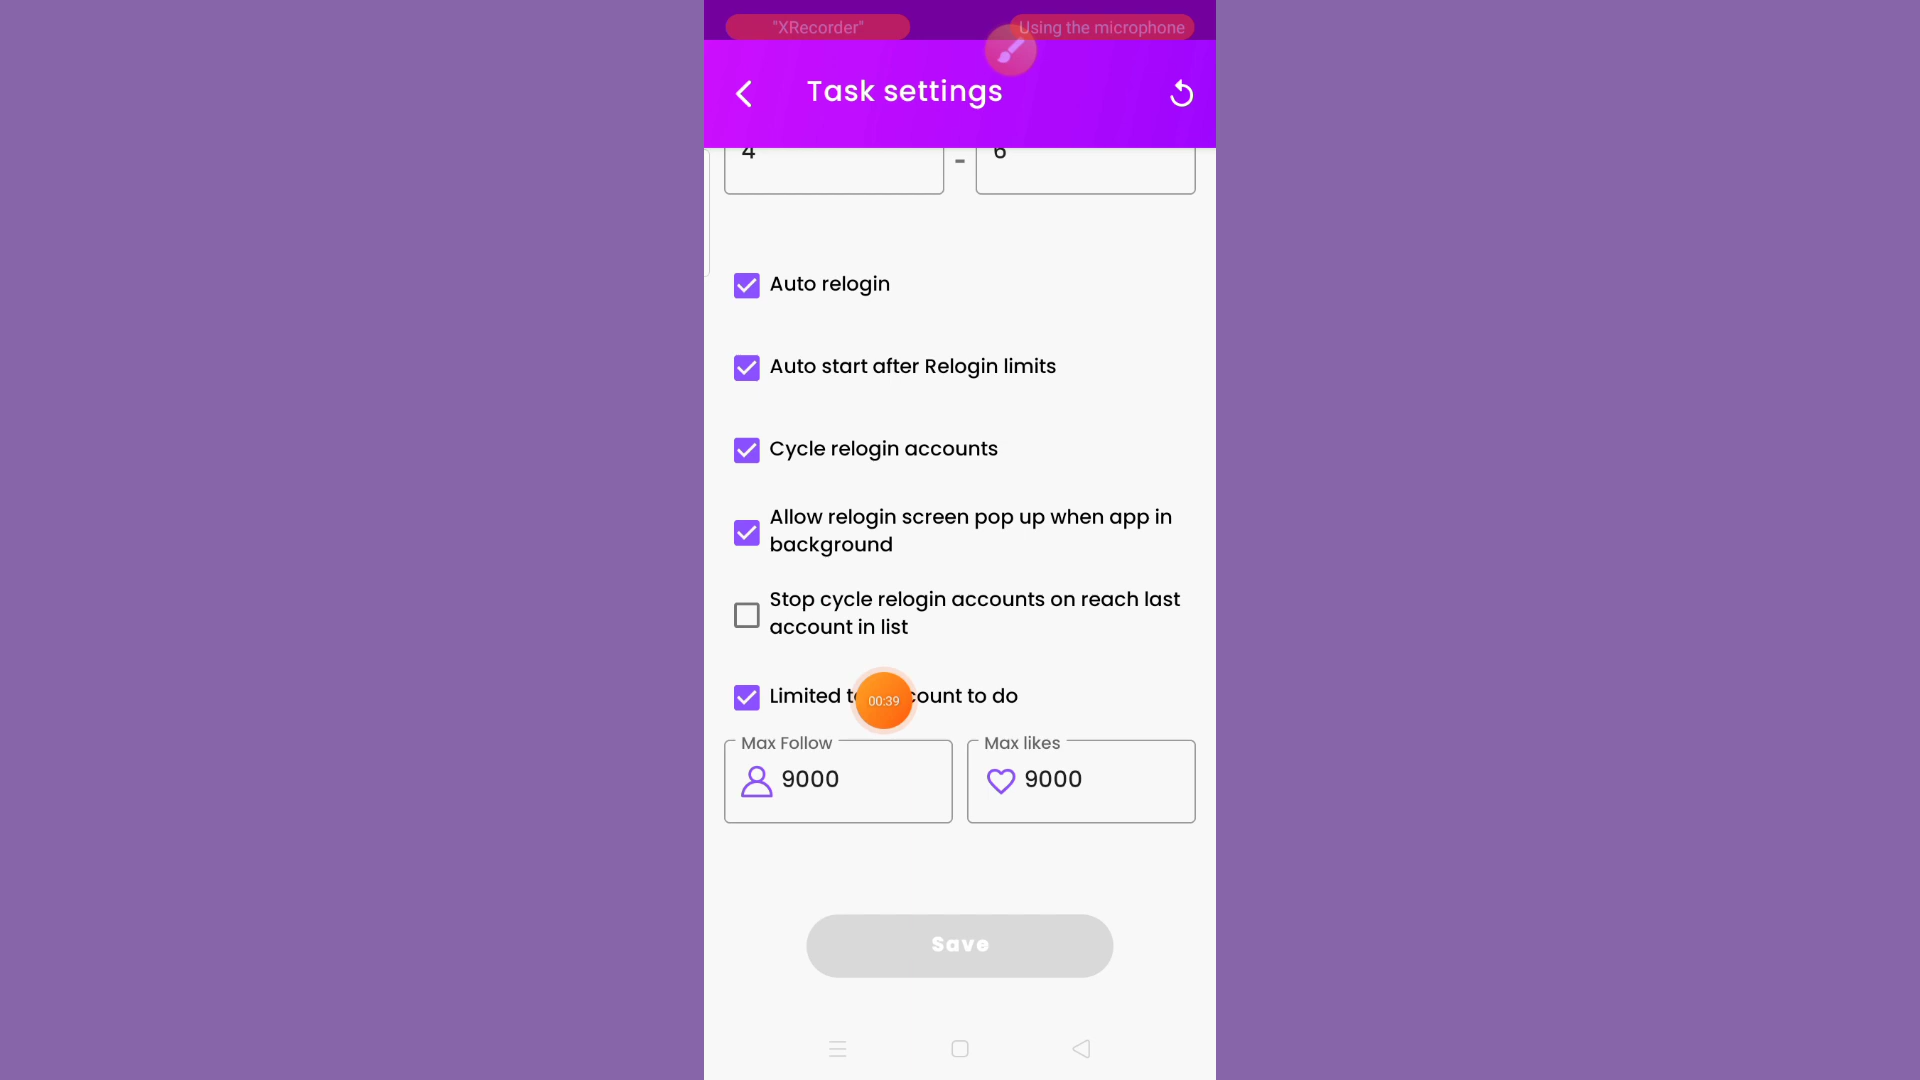 "XRecorder"
Using the microphone
Task settings
4 - 6
Auto relogin
Auto start after Relogin limits
Cycle relogin accounts
Allow relogin screen pop up when app in
background
Stop cycle relogin accounts on reach last
account in list
Limited count to do
00:39
Max Follow
9000
Max likes
9000
Save